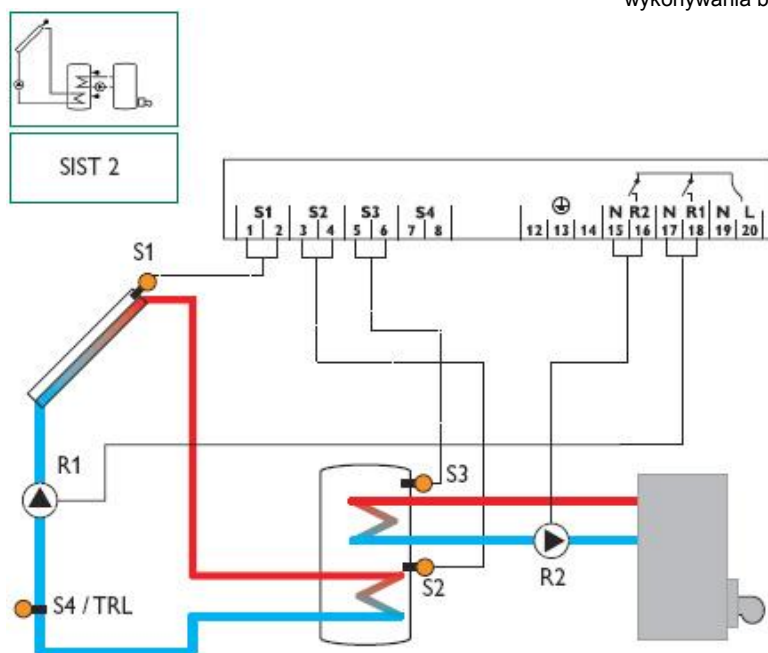 wykonywania b
SIST 2
N R2 N R1 N L
S1 S2 S3 S4
1 2 3 4 5 6 7 8 12 13 14 15 16 17 18 19 20
S1
R1
S3
S2
R2
S4 / TRL